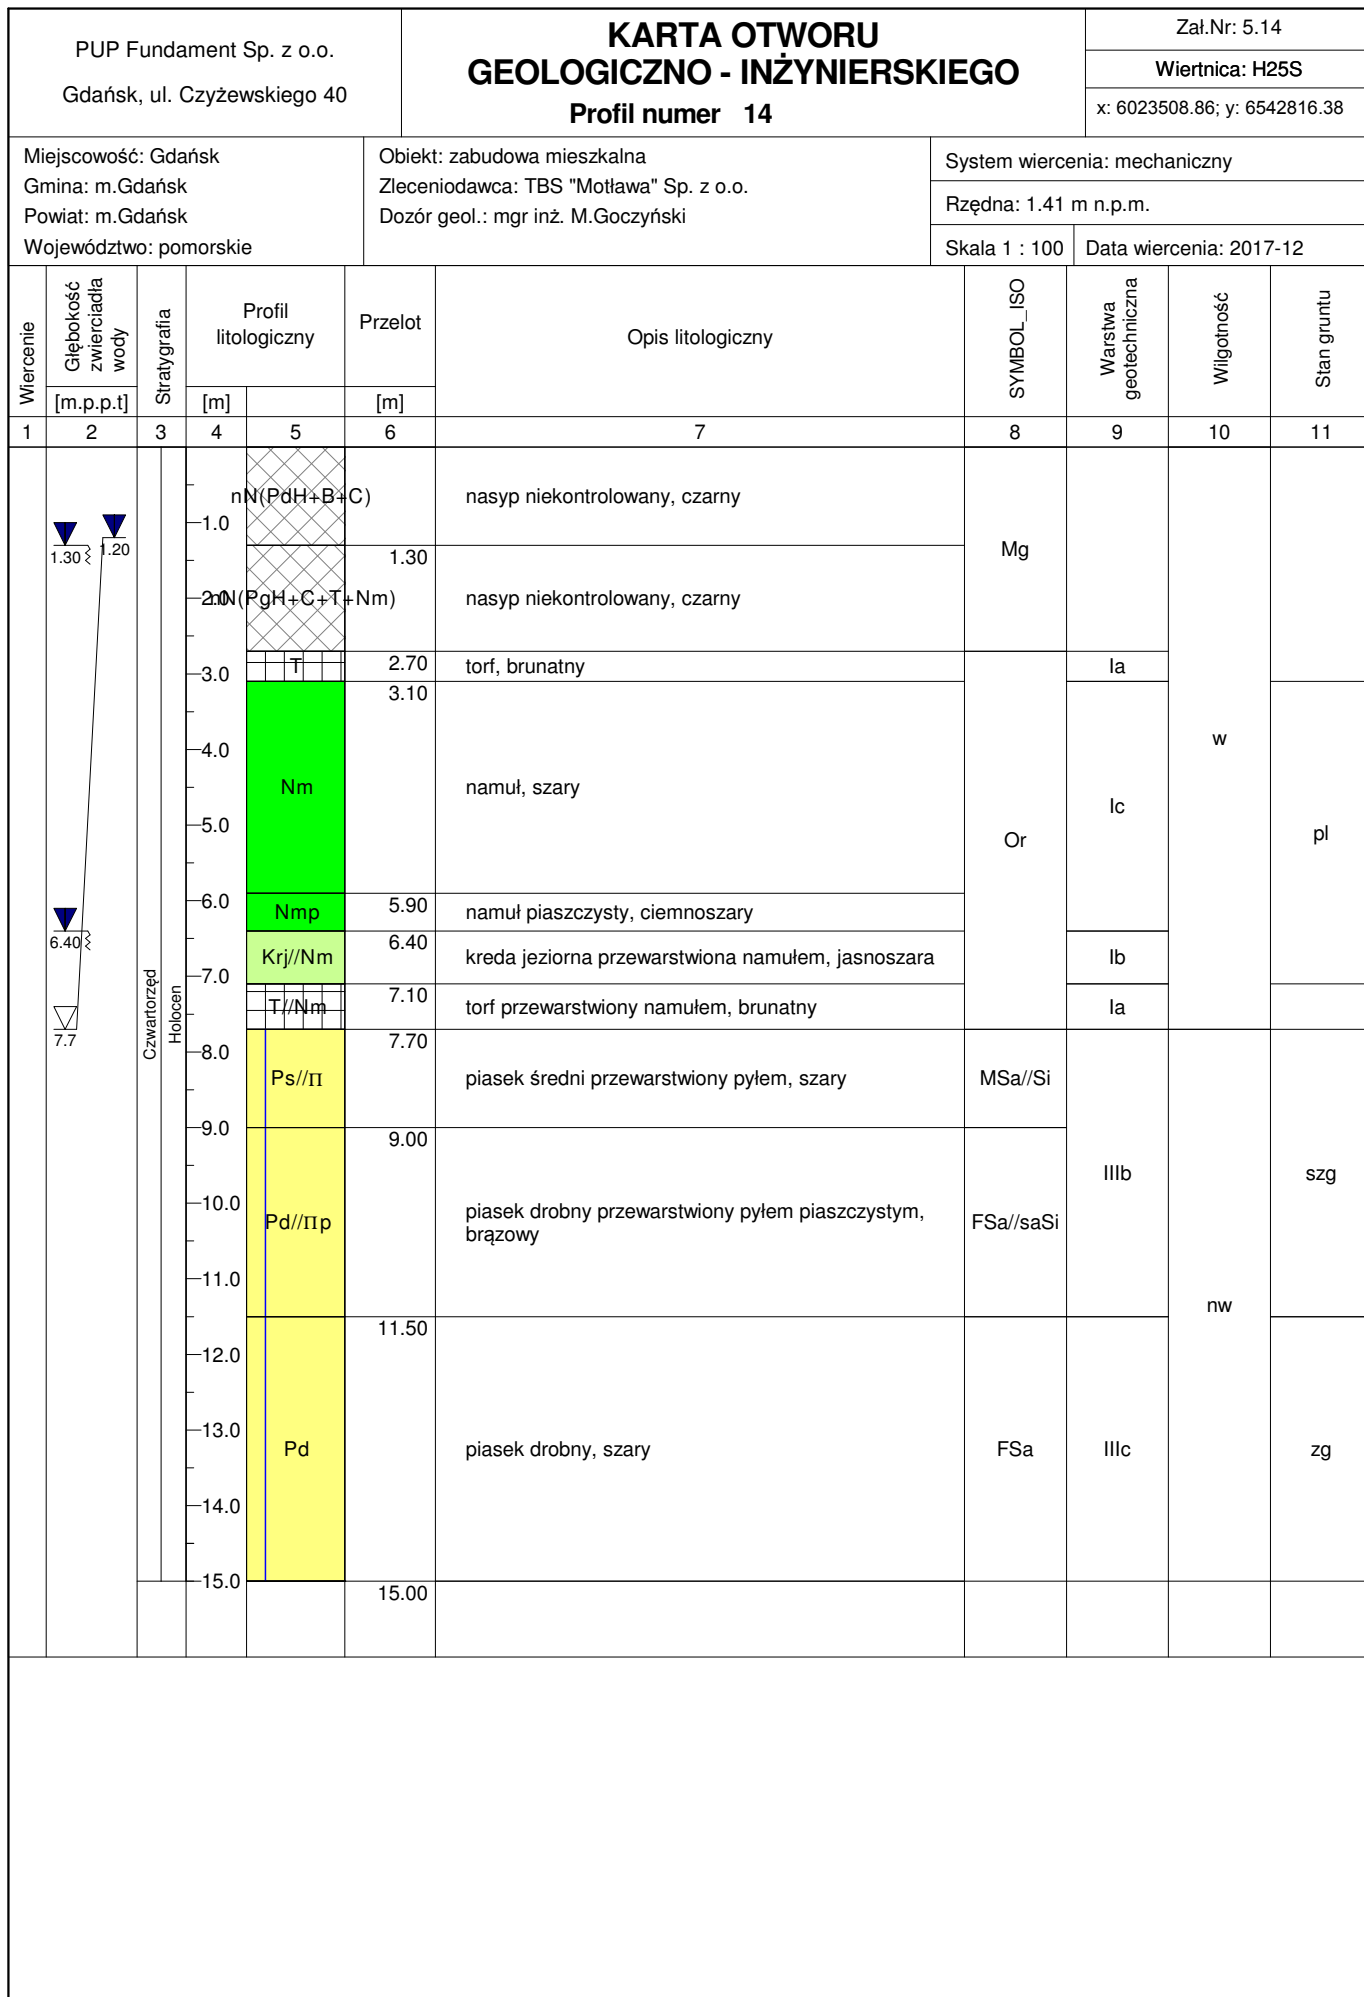 PUP Fundament Sp. z o.o.
Gdańsk, ul. Czyżewskiego 40
KARTA OTWORU
GEOLOGICZNO - INŻYNIERSKIEGO
Profil numer 14
Zał.Nr: 5.14
Wiertnica: H25S
x: 6023508.86; y: 6542816.38
Miejscowość: Gdańsk
Gmina: m.Gdańsk
Powiat: m.Gdańsk
Województwo: pomorskie
Obiekt: zabudowa mieszkalna
Zleceniodawca: TBS "Motława" Sp. z o.o.
Dozór geol.: mgr inż. M.Goczyński
System wiercenia: mechaniczny
Rzędna: 1.41 m n.p.m.
Skala 1 : 100
Data wiercenia: 2017-12
Wiercenie
Głębokość
zwierciadła
wody
[m.p.p.t]
Stratygrafia
Profil
litologiczny
[m]
Przelot
[m]
Opis litologiczny
SYMBOL_ISO
Warstwa
geotechniczna
Wilgotność
Stan gruntu
1 2 3 4 5 6 7 8 9 10 11
nN(PdH+B+C)
nasyp niekontrolowany, czarny
1.0
1.30
1.20
1.30
Mg
2.0
nN(PgH+C+T+Nm)
nasyp niekontrolowany, czarny
T
2.70
torf, brunatny
Ia
3.0
3.10
4.0
w
Nm
namuł, szary
Ic
5.0
Or
pl
6.0
Nmp
5.90
namuł piaszczysty, ciemnoszary
6.40
Krj//Nm
6.40
kreda jeziorna przewarstwiona namułem, jasnoszara
Ib
7.0
T//Nm
7.10
torf przewarstwiony namułem, brunatny
Ia
7.7
Czwartorzęd
Holocen
7.70
8.0
Ps//Π
piasek średni przewarstwiony pyłem, szary
MSa//Si
9.0
9.00
IIIb
szg
10.0
Pd//Πp
piasek drobny przewarstwiony pyłem piaszczystym,
brązowy
FSa//saSi
11.0
nw
11.50
12.0
13.0
Pd
piasek drobny, szary
FSa
IIIc
zg
14.0
15.0
15.00